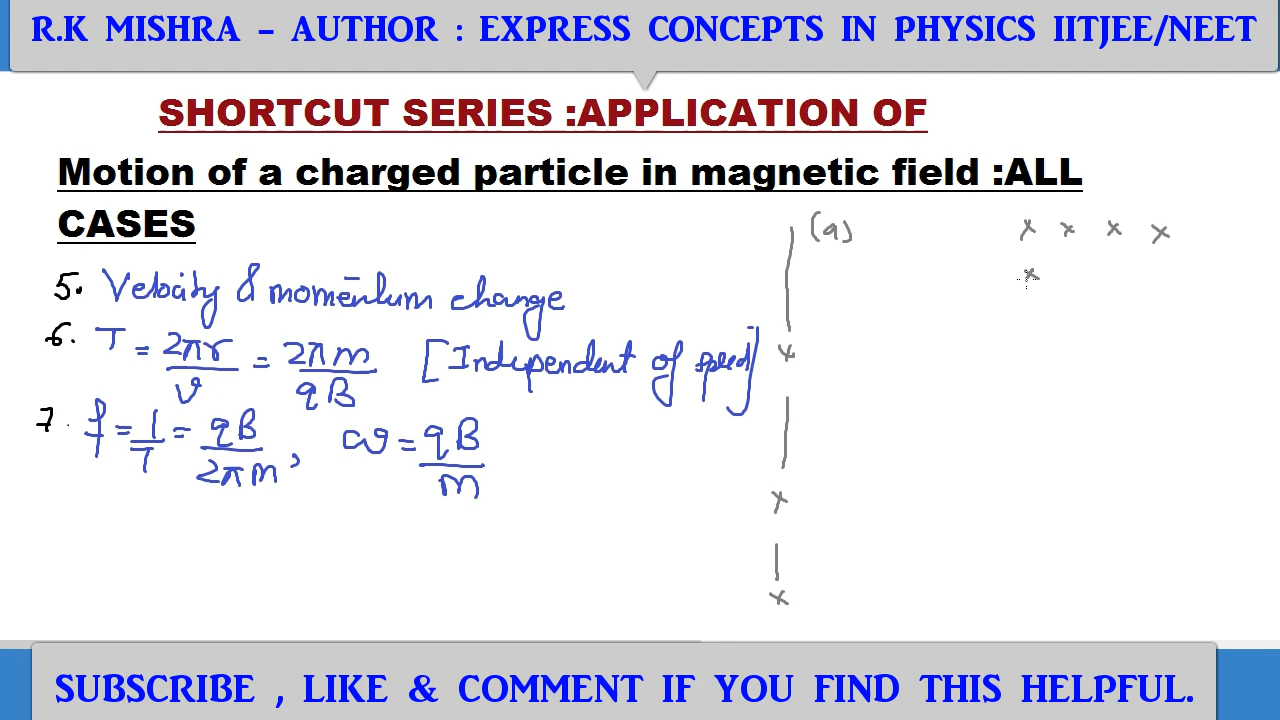 R.K MISHRA – AUTHOR : EXPRESS CONCEPTS IN PHYSICS IITJEE/NEET
SHORTCUT SERIES :APPLICATION OF
Motion of a charged particle in magnetic field :ALL
CASES
5. Velocity & momentum change
6. T = 2πr/v = 2πm/qB [Independent of speed]
7. f = 1/T = qB/2πm, ω = qB/m
(a)
x x x x
x
x
x
x
SUBSCRIBE , LIKE & COMMENT IF YOU FIND THIS HELPFUL.